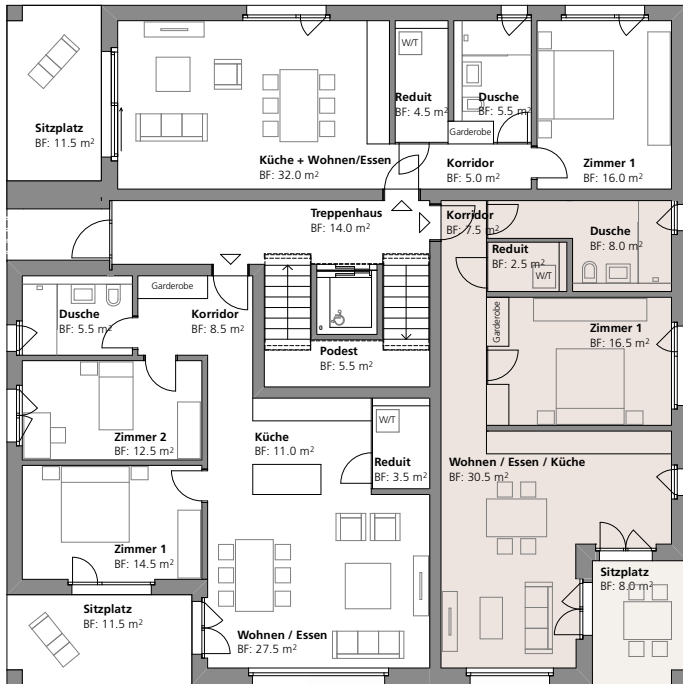 W/T
Reduit
BF: 4.5 m²
Dusche
BF: 5.5 m²
Garderobe
Sitzplatz
BF: 11.5 m²
Küche + Wohnen/Essen
BF: 32.0 m²
Korridor
BF: 5.0 m²
Zimmer 1
BF: 16.0 m²
Treppenhaus
BF: 14.0 m²
Korridor
BF: 7.5 m²
Dusche
BF: 8.0 m²
Reduit
BF: 2.5 m²
W/T
Garderobe
Dusche
BF: 5.5 m²
Korridor
BF: 8.5 m²
Garderobe
Zimmer 1
BF: 16.5 m²
Podest
BF: 5.5 m²
W/T
Zimmer 2
BF: 12.5 m²
Küche
BF: 11.0 m²
Reduit
BF: 3.5 m²
Wohnen / Essen / Küche
BF: 30.5 m²
Zimmer 1
BF: 14.5 m²
Sitzplatz
BF: 8.0 m²
Sitzplatz
BF: 11.5 m²
Wohnen / Essen
BF: 27.5 m²